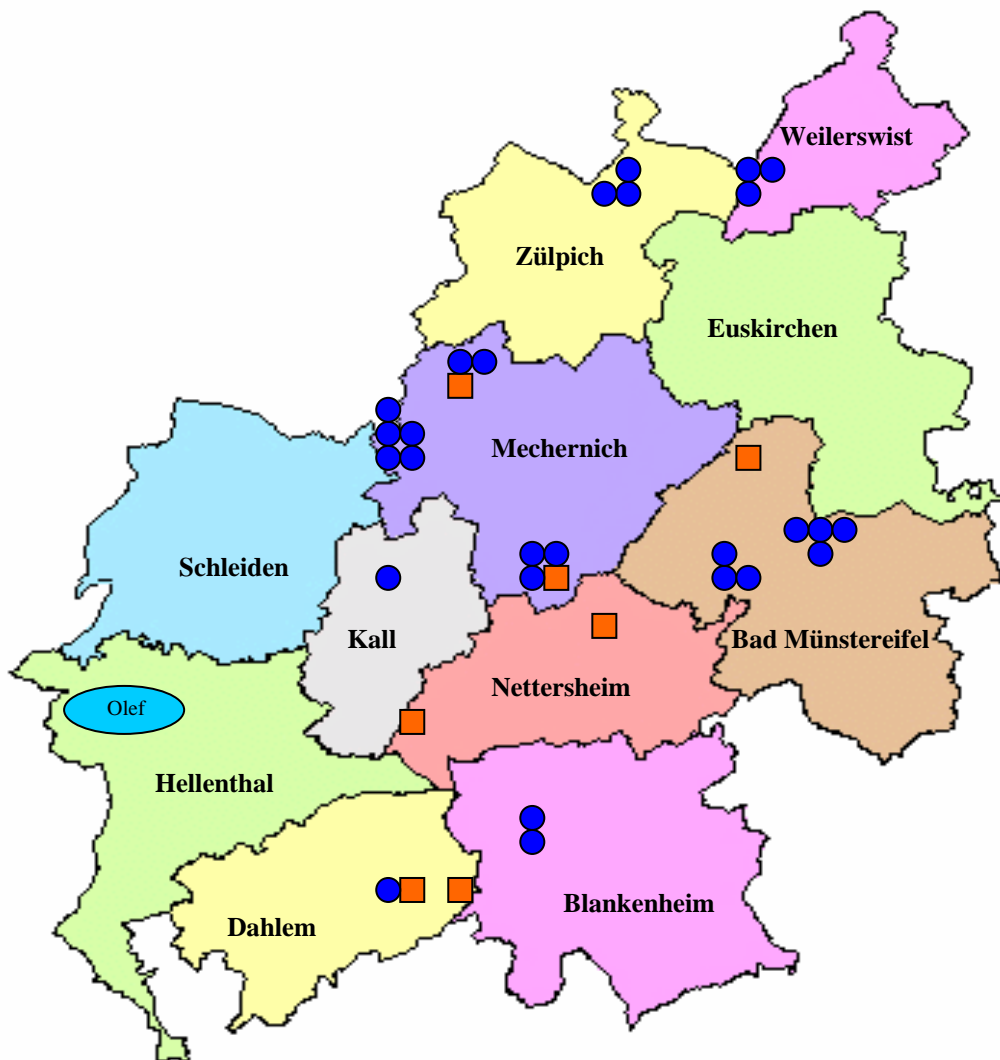 Weilerswist
Zülpich
Euskirchen
Mechernich
Schleiden
Kall
Bad Münstereifel
Nettersheim
Olef
Hellenthal
Blankenheim
Dahlem